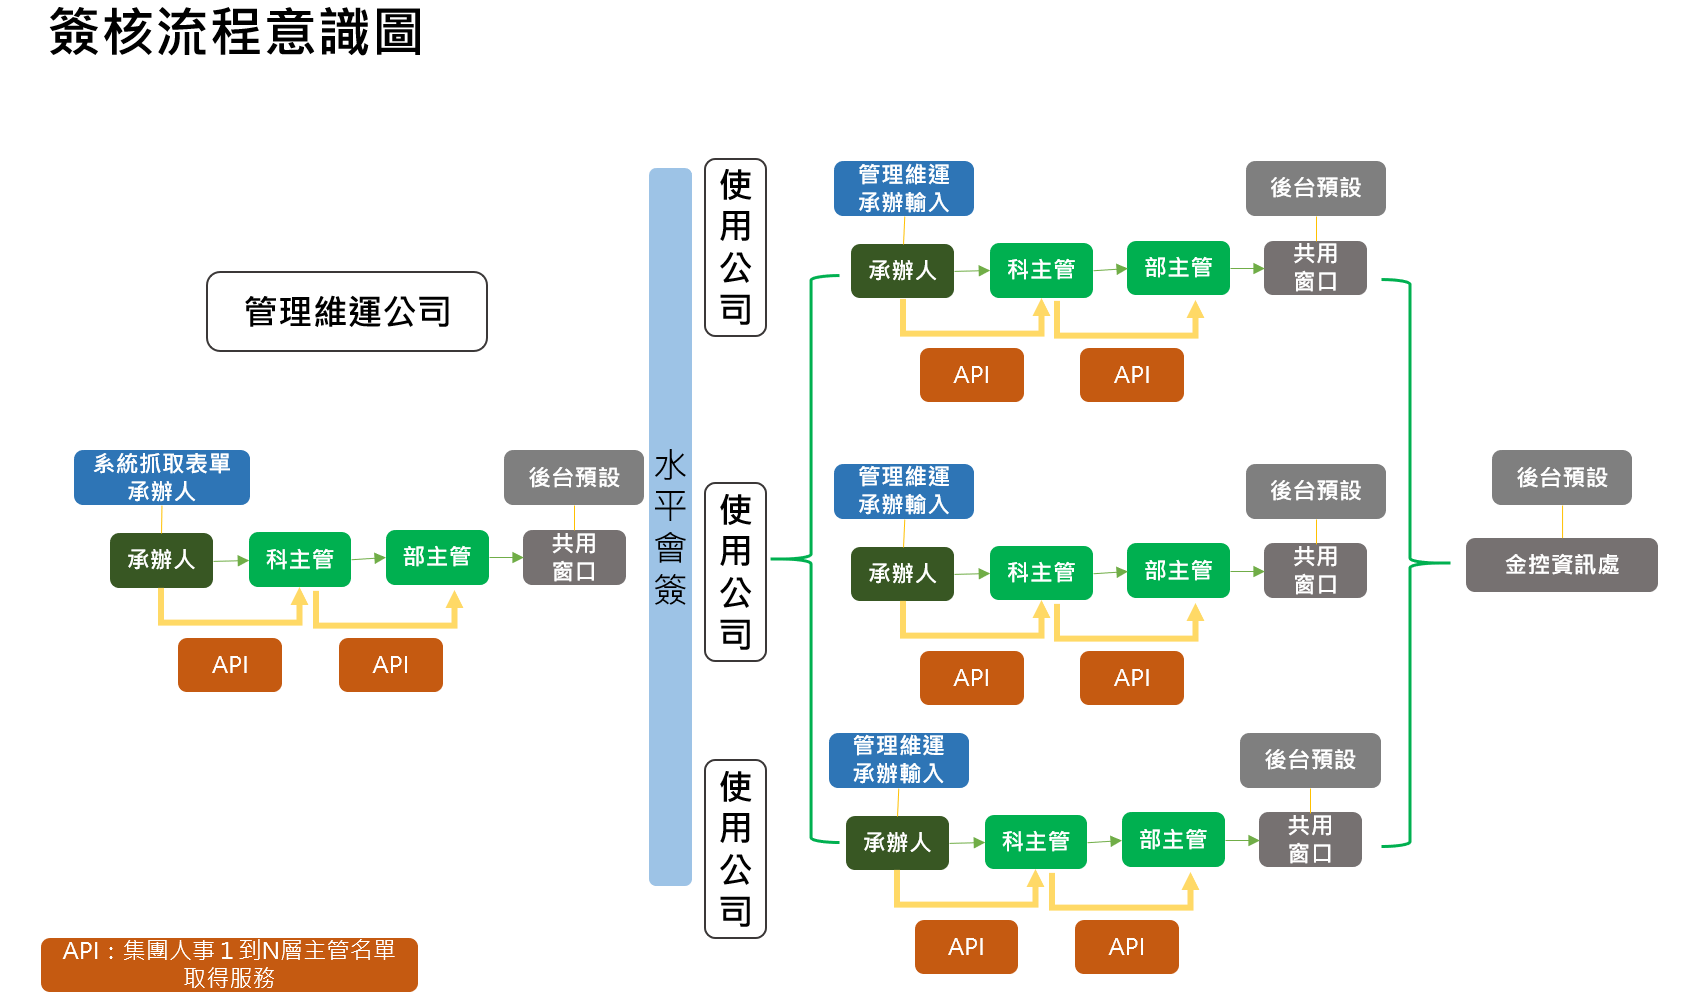 簽核流程意識圖
管理維運公司
系統抓取表單
承辦人
後台預設
承辦人
科主管
部主管
共用
窗口
API
API
水
平
會
簽
使
用
公
司
管理維運
承辦輸入
後台預設
承辦人
科主管
部主管
共用
窗口
API
API
使
用
公
司
管理維運
承辦輸入
後台預設
承辦人
科主管
部主管
共用
窗口
API
API
使
用
公
司
管理維運
承辦輸入
後台預設
承辦人
科主管
部主管
共用
窗口
API
API
後台預設
金控資訊處
API：集團人事１到N層主管名單
取得服務